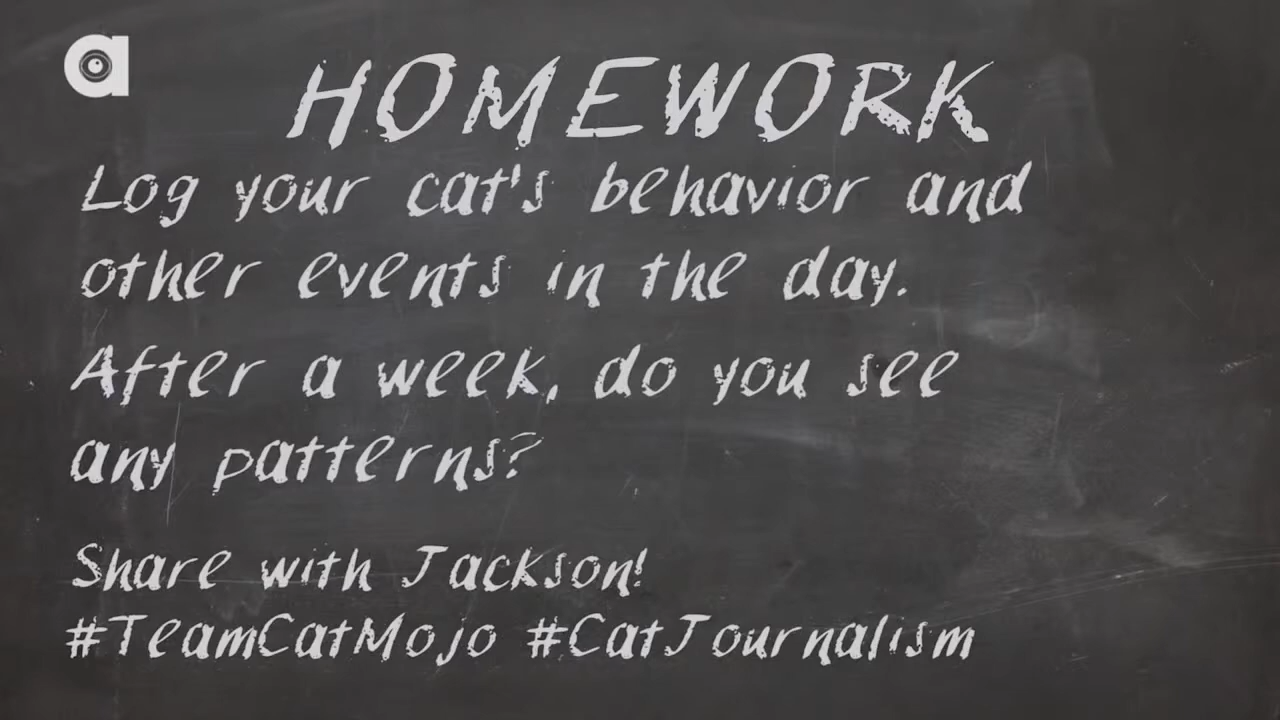 a
HOMEWORK
Log your cat's behavior and
other events in the day.
After a week, do you see
any patterns?
Share with Jackson!
#TeamCatMojo #CatJournalism